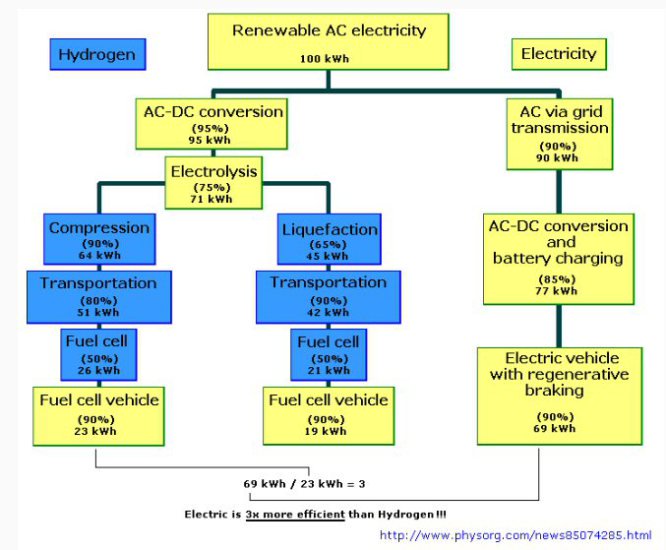 Renewable AC electricity
100 kWh
Hydrogen
Electricity
AC-DC conversion
(95%)
95 kWh
AC via grid
transmission
(90%)
90 kWh
Electrolysis
(75%)
71 kWh
Compression
(90%)
64 kWh
Liquefaction
(65%)
45 kWh
AC-DC conversion
and
battery charging
(85%)
77 kWh
Transportation
(80%)
51 kWh
Transportation
(90%)
42 kWh
Fuel cell
(50%)
26 kWh
Fuel cell
(50%)
21 kWh
Electric vehicle
with regenerative
braking
(90%)
69 kWh
Fuel cell vehicle
(90%)
23 kWh
Fuel cell vehicle
(90%)
19 kWh
69 kWh / 23 kWh = 3
Electric is 3x more efficient than Hydrogen!!!
http://www.physorg.com/news85074285.html